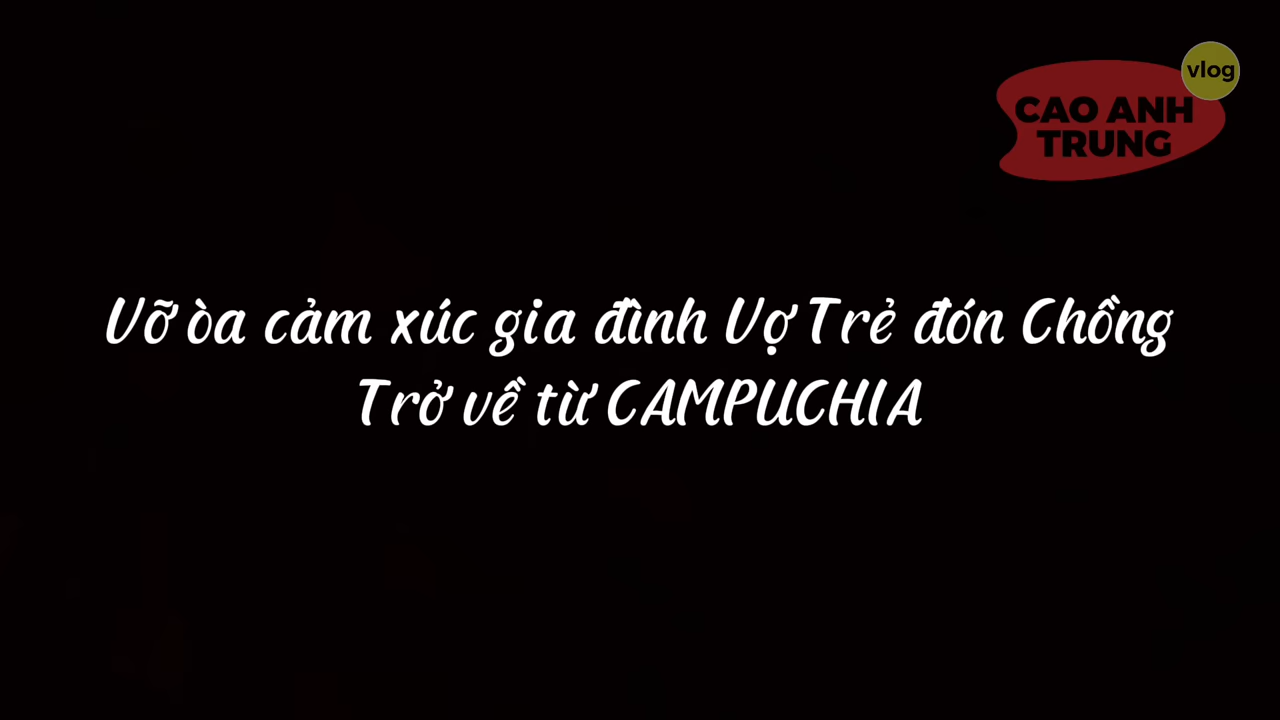 vlog
CAO ANH
TRUNG
Vỡ òa cảm xúc gia đình Vợ Trẻ đón Chồng
Trở về từ CAMPUCHIA